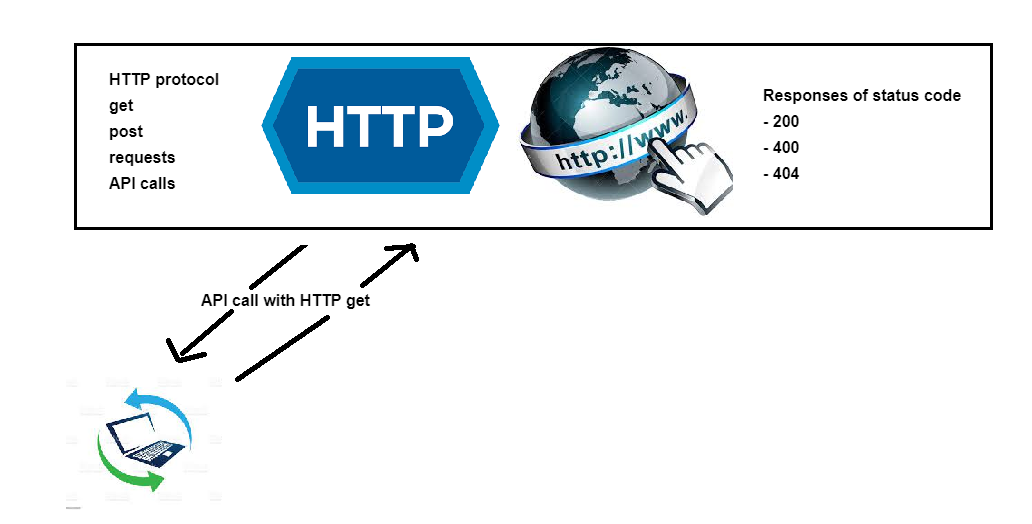 HTTP protocol
get
post
requests
API calls
HTTP
http://www.
Responses of status code
- 200
- 400
- 404
API call with HTTP get